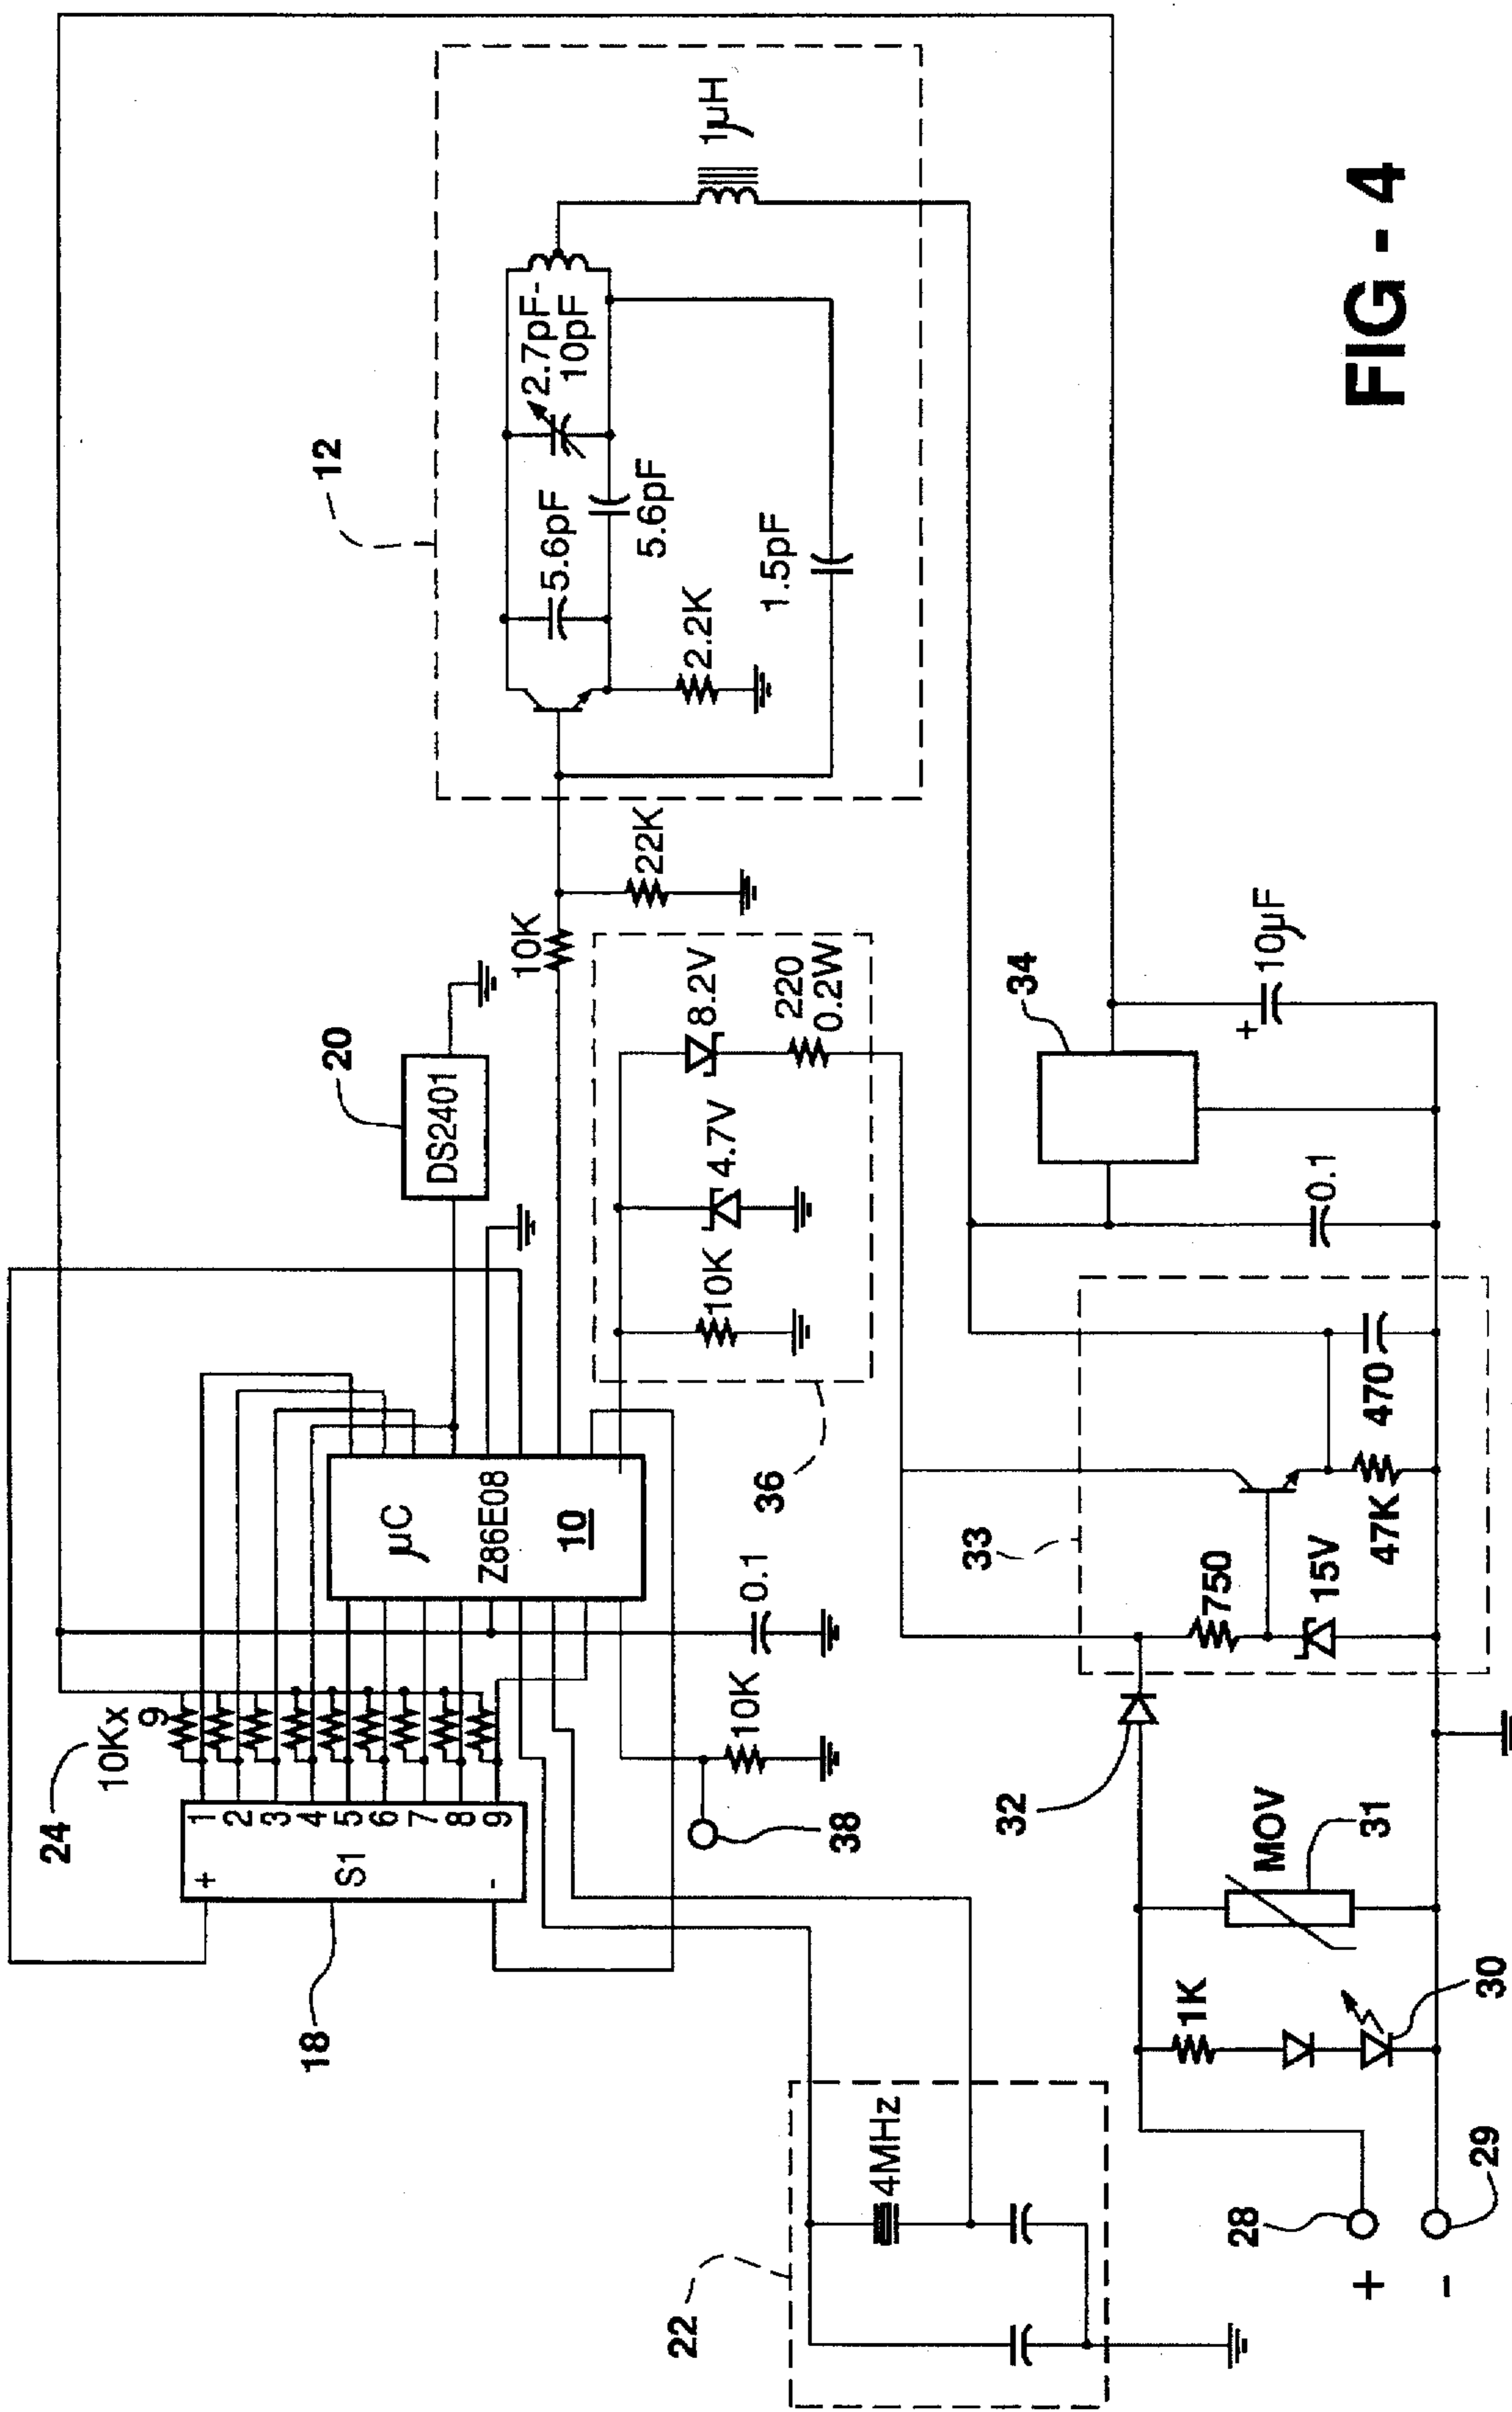 12
1µH
2.7pF-
10pF
5.6pF
5.6pF
1.5pF
2.2K
22K
10K
20
DS2401
8.2V
220
0.2W
4.7V
10K
36
34
10µF
+
0.1
µC
Z86E08
10
0.1
10K
38
24
10Kx
9
1
2
3
4
5
6
7
8
9
+
S1
-
18
33
750
15V
47K
470
32
MOV
31
1K
30
22
4MHz
28
+
29
-
FIG - 4